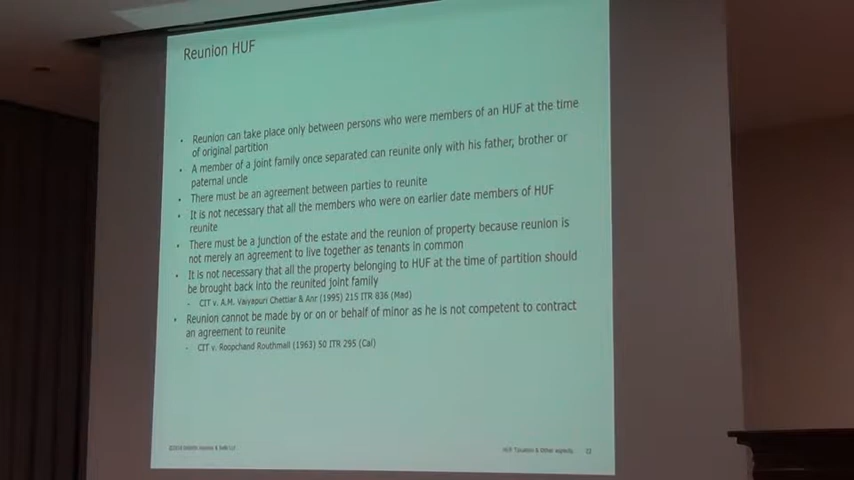 Reunion HUF
• Reunion can take place only between persons who were members of an HUF at the time
of original partition
• A member of a joint family once separated can reunite only with his father, brother or
paternal uncle
• There must be an agreement between parties to reunite
• It is not necessary that all the members who were on earlier date members of HUF
reunite
• There must be a junction of the estate and the reunion of property because reunion is
not merely an agreement to live together as tenants in common
• It is not necessary that all the property belonging to HUF at the time of partition should
be brought back into the reunited joint family
- CIT v. A.M. Vaiyapuri Chettiar & Anr (1995) 215 ITR 836 (Mad)
• Reunion cannot be made by or on or behalf of minor as he is not competent to contract
an agreement to reunite
- CIT v. Roopchand Routhmall (1963) 50 ITR 295 (Cal)
HUF Taxation & Other aspects